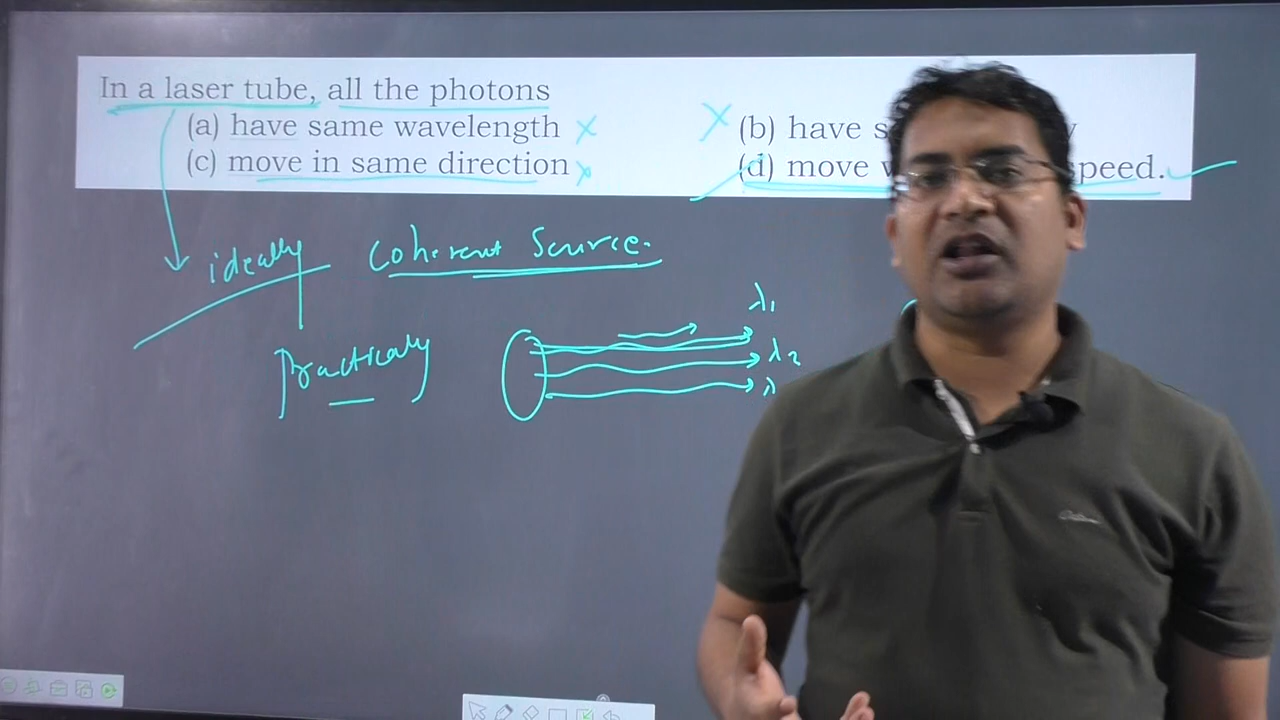 In a laser tube, all the photons
(a) have same wavelength × × (b) have s y
(c) move in same direction × (d) move w speed.
ideally Coherent Source.
Practically
λ₁
λ₂
λ